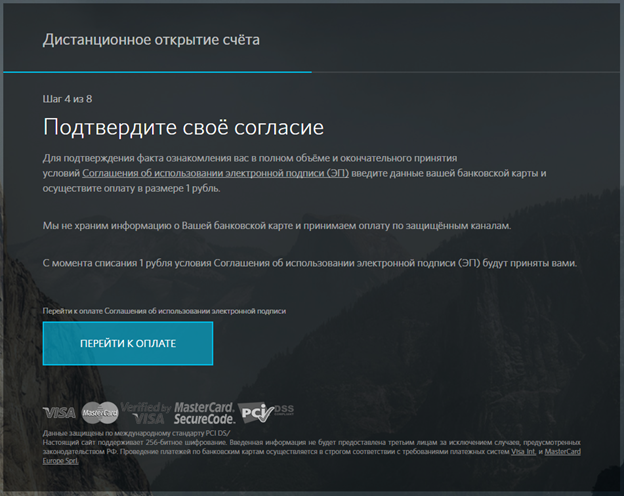 Дистанционное открытие счёта
Шаг 4 из 8
Подтвердите своё согласие
Для подтверждения факта ознакомления вас в полном объёме и окончательного принятия
условий Соглашения об использовании электронной подписи (ЭП) введите данные вашей банковской карты и
осуществите оплату в размере 1 рубль.
Мы не храним информацию о Вашей банковской карте и принимаем оплату по защищённым каналам.
С момента списания 1 рубля условия Соглашения об использовании электронной подписи (ЭП) будут приняты вами.
Перейти к оплате Соглашения об использовании электронной подписи
ПЕРЕЙТИ К ОПЛАТЕ
VISA MasterCard Verified by VISA MasterCard. SecureCode. PCI DSS
Данные защищены по международному стандарту PCI DS/
Настоящий сайт поддерживает 256-битное шифрование. Введенная информация не будет предоставлена третьим лицам за исключением случаев, предусмотренных
законодательством РФ. Проведение платежей по банковским картам осуществляется в строгом соответствии с требованиями платежных систем Visa Int. и MasterCard
Europe Sprl.